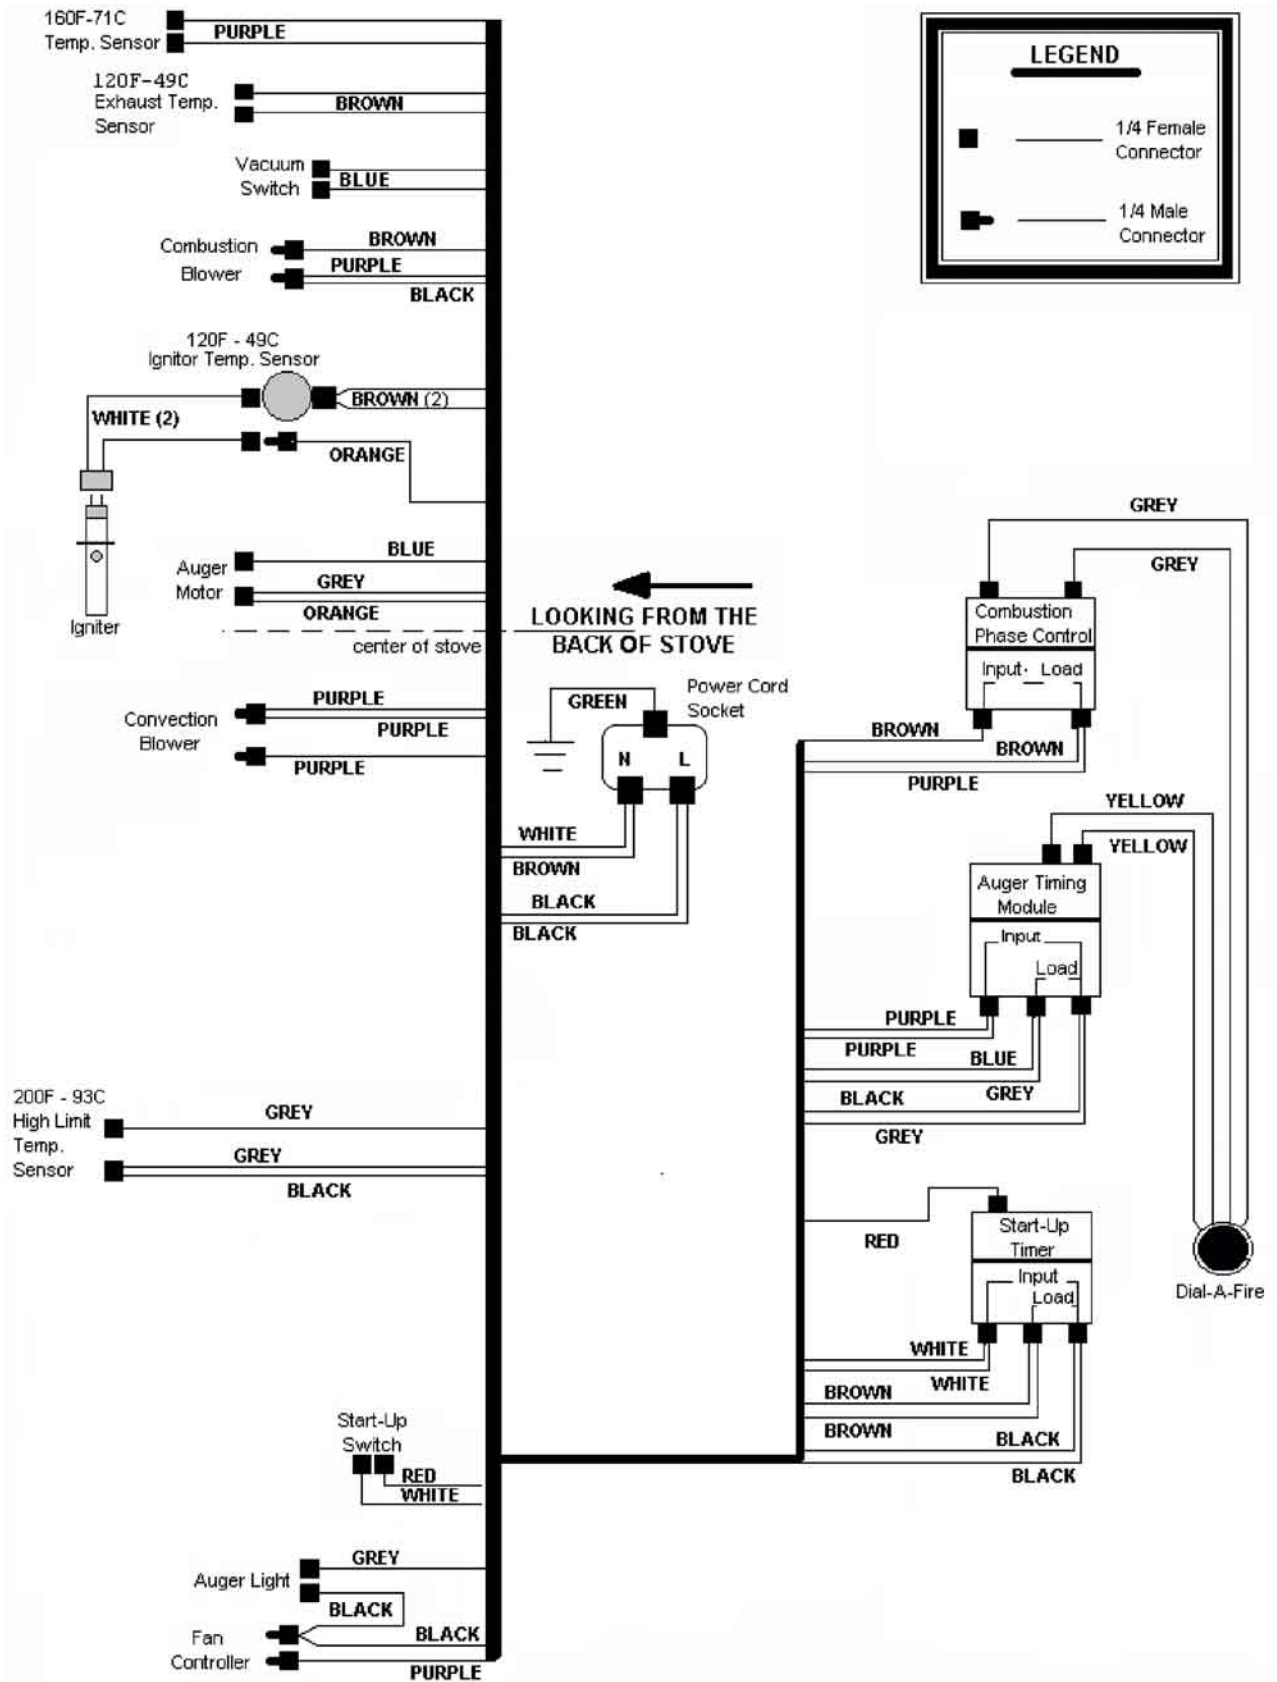 160F-71C
Temp. Sensor
PURPLE
120F-49C
Exhaust Temp.
Sensor
BROWN
Vacuum
Switch
BLUE
Combustion
Blower
BROWN
PURPLE
BLACK
120F - 49C
Ignitor Temp. Sensor
BROWN (2)
WHITE (2)
ORANGE
Igniter
Auger
Motor
BLUE
GREY
ORANGE
center of stove
LOOKING FROM THE
BACK OF STOVE
Convection
Blower
PURPLE
PURPLE
PURPLE
GREEN
Power Cord
Socket
N L
WHITE
BROWN
BLACK
BLACK
200F - 93C
High Limit
Temp.
Sensor
GREY
GREY
BLACK
Start-Up
Switch
RED
WHITE
Auger Light
GREY
BLACK
Fan
Controller
BLACK
PURPLE
LEGEND
1/4 Female
Connector
1/4 Male
Connector
GREY
GREY
Combustion
Phase Control
Input Load
BROWN
BROWN
PURPLE
YELLOW
YELLOW
Auger Timing
Module
Input
Load
PURPLE
PURPLE
BLUE
GREY
BLACK
GREY
RED
Start-Up
Timer
Input
Load
WHITE
WHITE
BROWN
BROWN
BLACK
BLACK
Dial-A-Fire